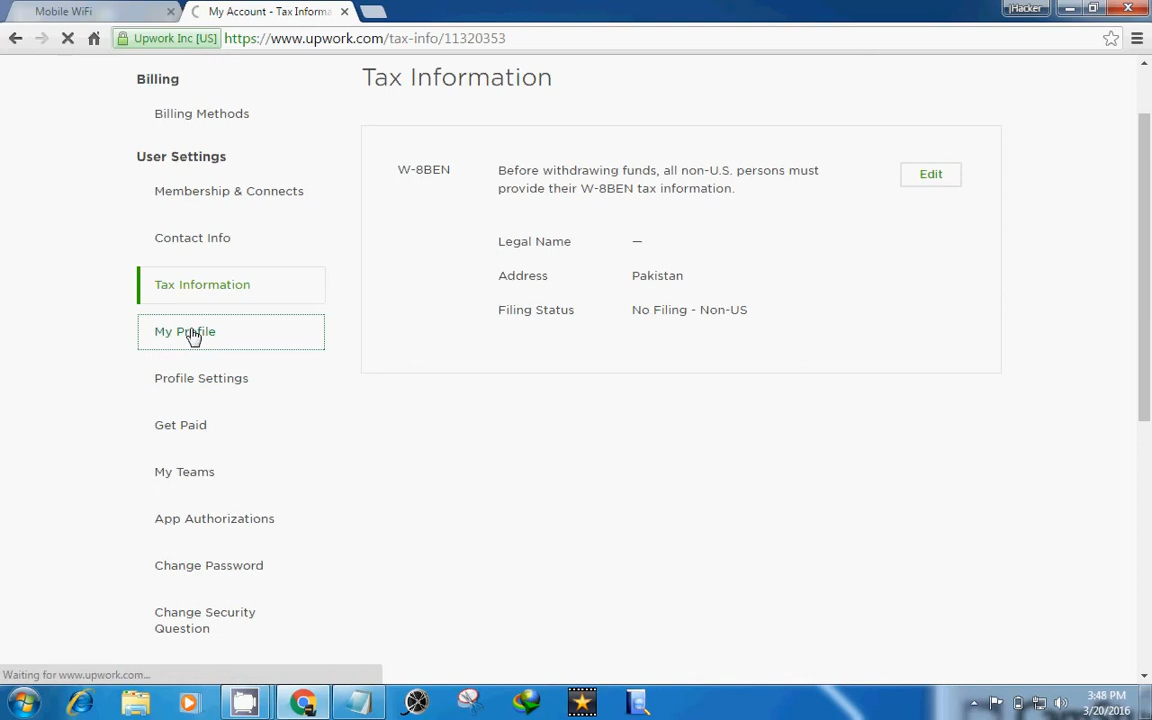 Mobile WiFi
My Account - Tax Informa
jHacker
Upwork Inc [US]
https://www.upwork.com/tax-info/11320353
Billing
Billing Methods
User Settings
Membership & Connects
Contact Info
Tax Information
My Profile
Profile Settings
Get Paid
My Teams
App Authorizations
Change Password
Change Security
Question
Tax Information
W-8BEN
Before withdrawing funds, all non-U.S. persons must
provide their W-8BEN tax information.
Edit
Legal Name —
Address Pakistan
Filing Status No Filing - Non-US
Waiting for www.upwork.com...
3:48 PM
3/20/2016